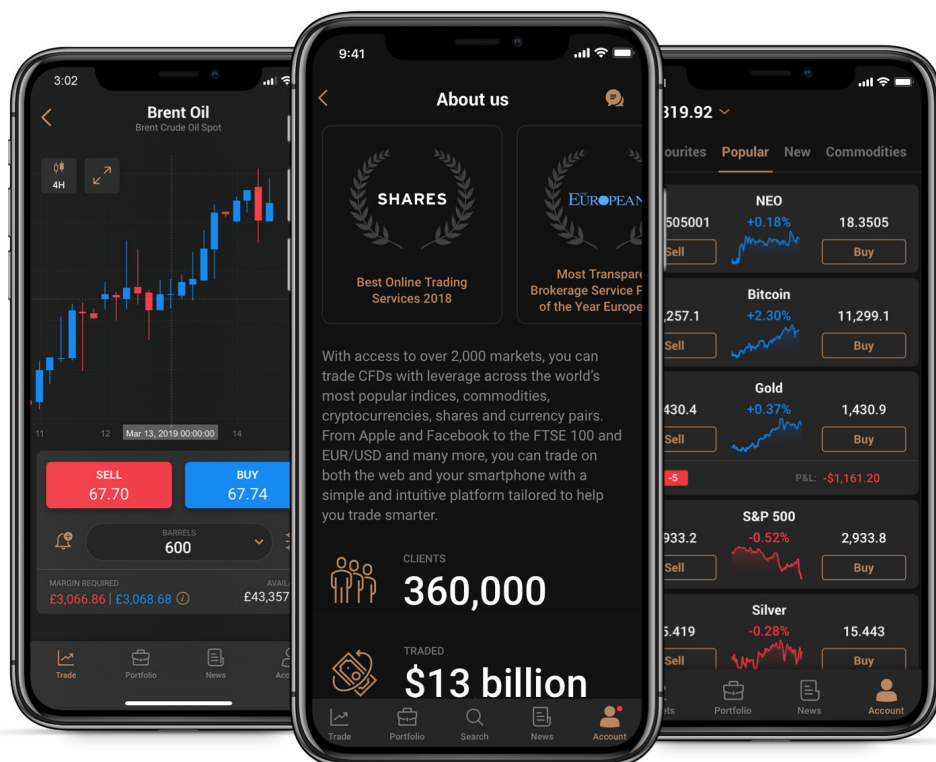 3:02
Brent Oil
Brent Crude Oil Spot
4H
11
12
Mar 13, 2019 00:00:00
14
SELL
67.70
BUY
67.74
BARRELS
600
MARGIN REQUIRED
£3,066.86 | £3,068.68
£43,357
Trade
Portfolio
News
9:41
About us
SHARES
Best Online Trading
Services 2018
THE
EUROPEAN
Most Transpare
Brokerage Service P
of the Year Europe
With access to over 2,000 markets, you can
trade CFDs with leverage across the world's
most popular indices, commodities,
cryptocurrencies, shares and currency pairs.
From Apple and Facebook to the FTSE 100 and
EUR/USD and many more, you can trade on
both the web and your smartphone with a
simple and intuitive platform tailored to help
you trade smarter.
CLIENTS
360,000
TRADED
$13 billion
Trade
Portfolio
Search
News
Account
319.92
ourites
Popular
New
Commodities
NEO
505001
+0.18%
18.3505
Sell
Buy
Bitcoin
,257.1
+2.30%
11,299.1
Sell
Buy
Gold
430.4
+0.37%
1,430.9
Sell
Buy
-5
P&L: -$1,161.20
S&P 500
933.2
-0.52%
2,933.8
Sell
Buy
Silver
5.419
-0.28%
15.443
Sell
Buy
Portfolio
News
Account